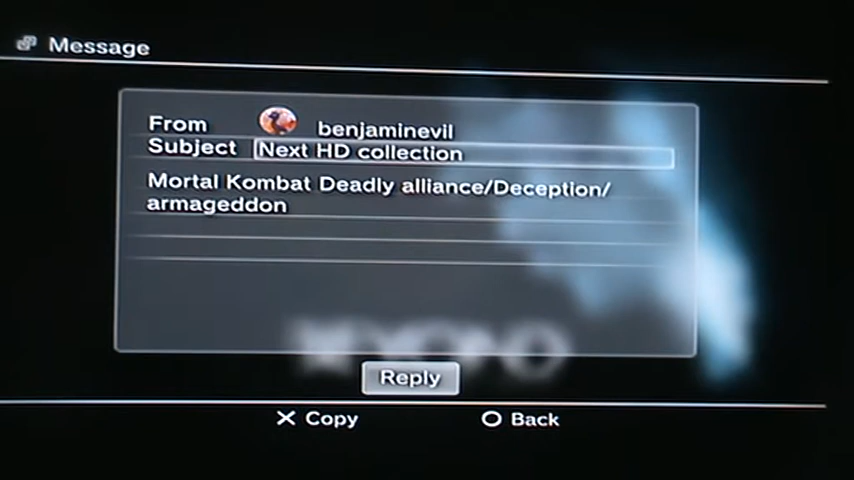 Message
From benjaminevil
Subject Next HD collection
Mortal Kombat Deadly alliance/Deception/
armageddon
Reply
Copy Back